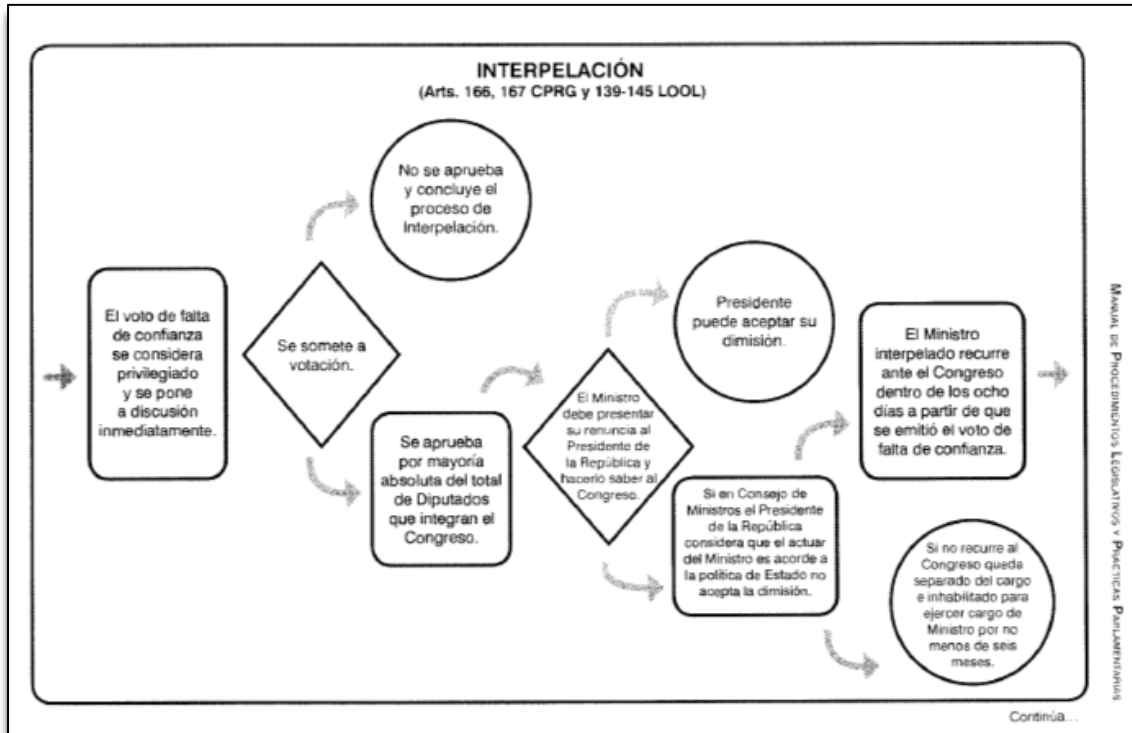 INTERPELACIÓN
(Arts. 166, 167 CPRG y 139-145 LOOL)
No se aprueba
y concluye el
proceso de
Interpelación.
El voto de falta
de confianza
se considera
privilegiado
y se pone
a discusión
inmediatamente.
Se somete a
votación.
Se aprueba
por mayoría
absoluta del total
de Diputados
que integran el
Congreso.
El Ministro
debe presentar
su renuncia al
Presidente de
la República y
hacerlo saber al
Congreso.
Presidente
puede aceptar su
dimisión.
Si en Consejo de
Ministros el Presidente
de la República
considera que el actuar
del Ministro es acorde a
la política de Estado no
acepta la dimisión.
El Ministro
interpelado recurre
ante el Congreso
dentro de los ocho
días a partir de que
se emitió el voto de
falta de confianza.
Si no recurre al
Congreso queda
separado del cargo
e inhabilitado para
ejercer cargo de
Ministro por no
menos de seis
meses.
MANUAL DE PROCEDIMIENTOS LEGISLATIVOS Y PRÁCTICAS PARLAMENTARIAS
Continúa...